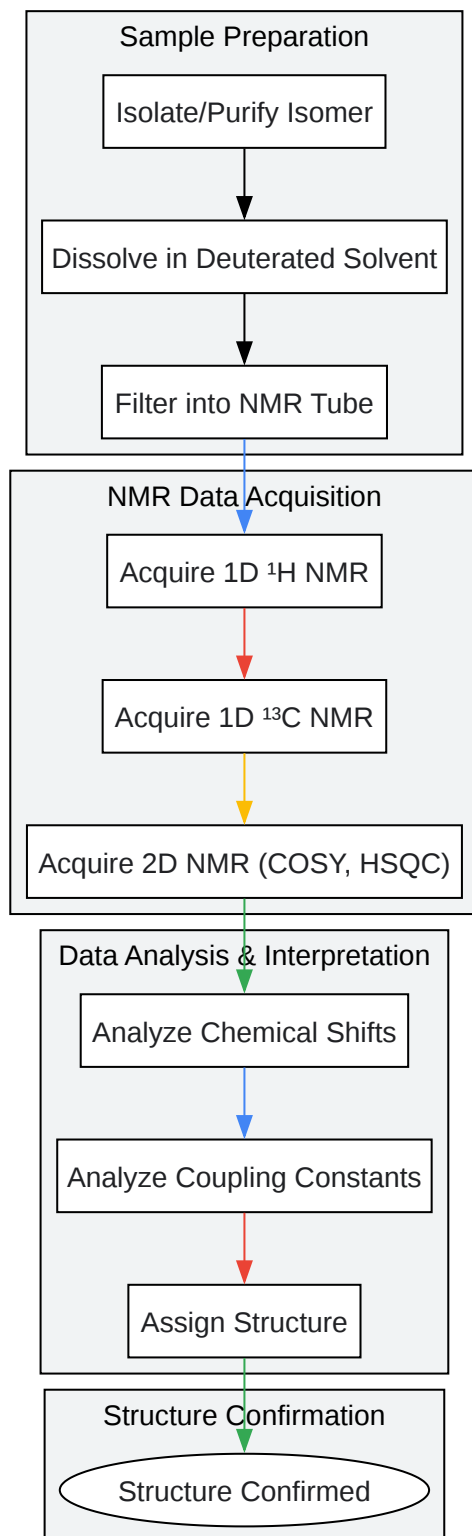 Sample Preparation
Isolate/Purify Isomer
Dissolve in Deuterated Solvent
Filter into NMR Tube
NMR Data Acquisition
Acquire 1D ¹H NMR
Acquire 1D ¹³C NMR
Acquire 2D NMR (COSY, HSQC)
Data Analysis & Interpretation
Analyze Chemical Shifts
Analyze Coupling Constants
Assign Structure
Structure Confirmation
Structure Confirmed